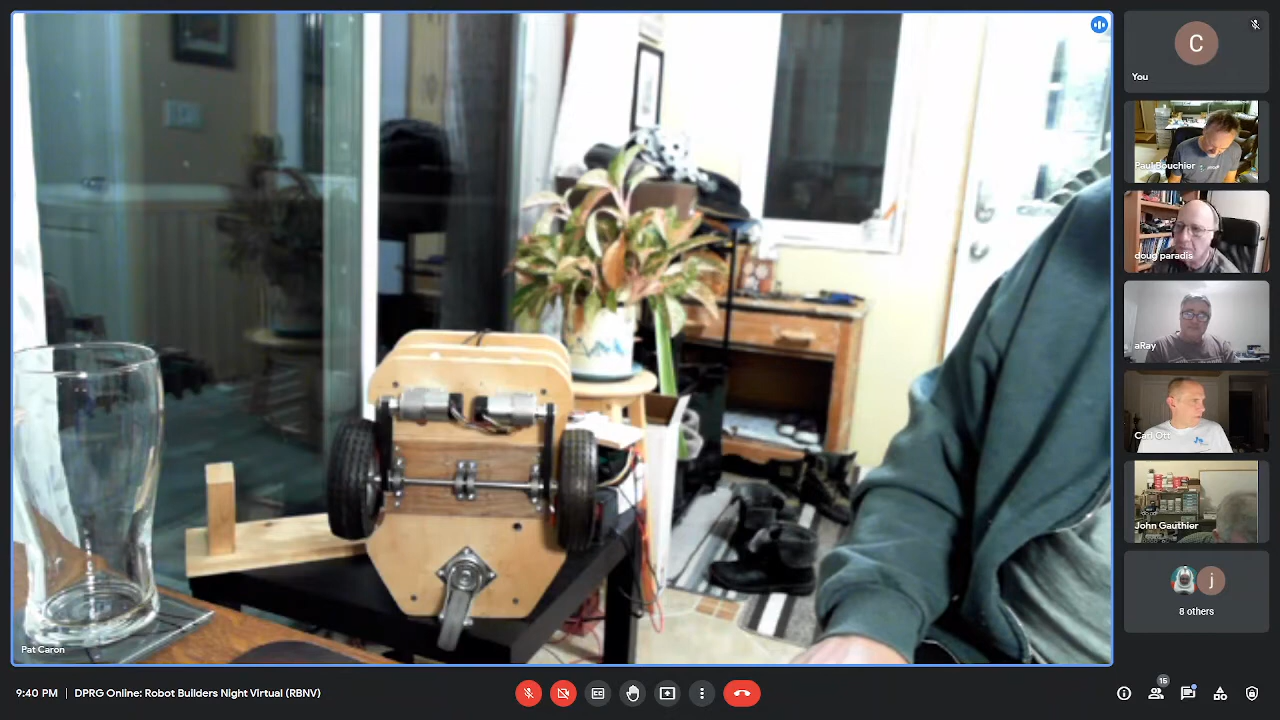 C
You
Paul Bouchier
doug paradis
aRay
Carl Ott
John Gauthier
j
8 others
Pat Caron
9:40 PM | DPRG Online: Robot Builders Night Virtual (RBNV)
15